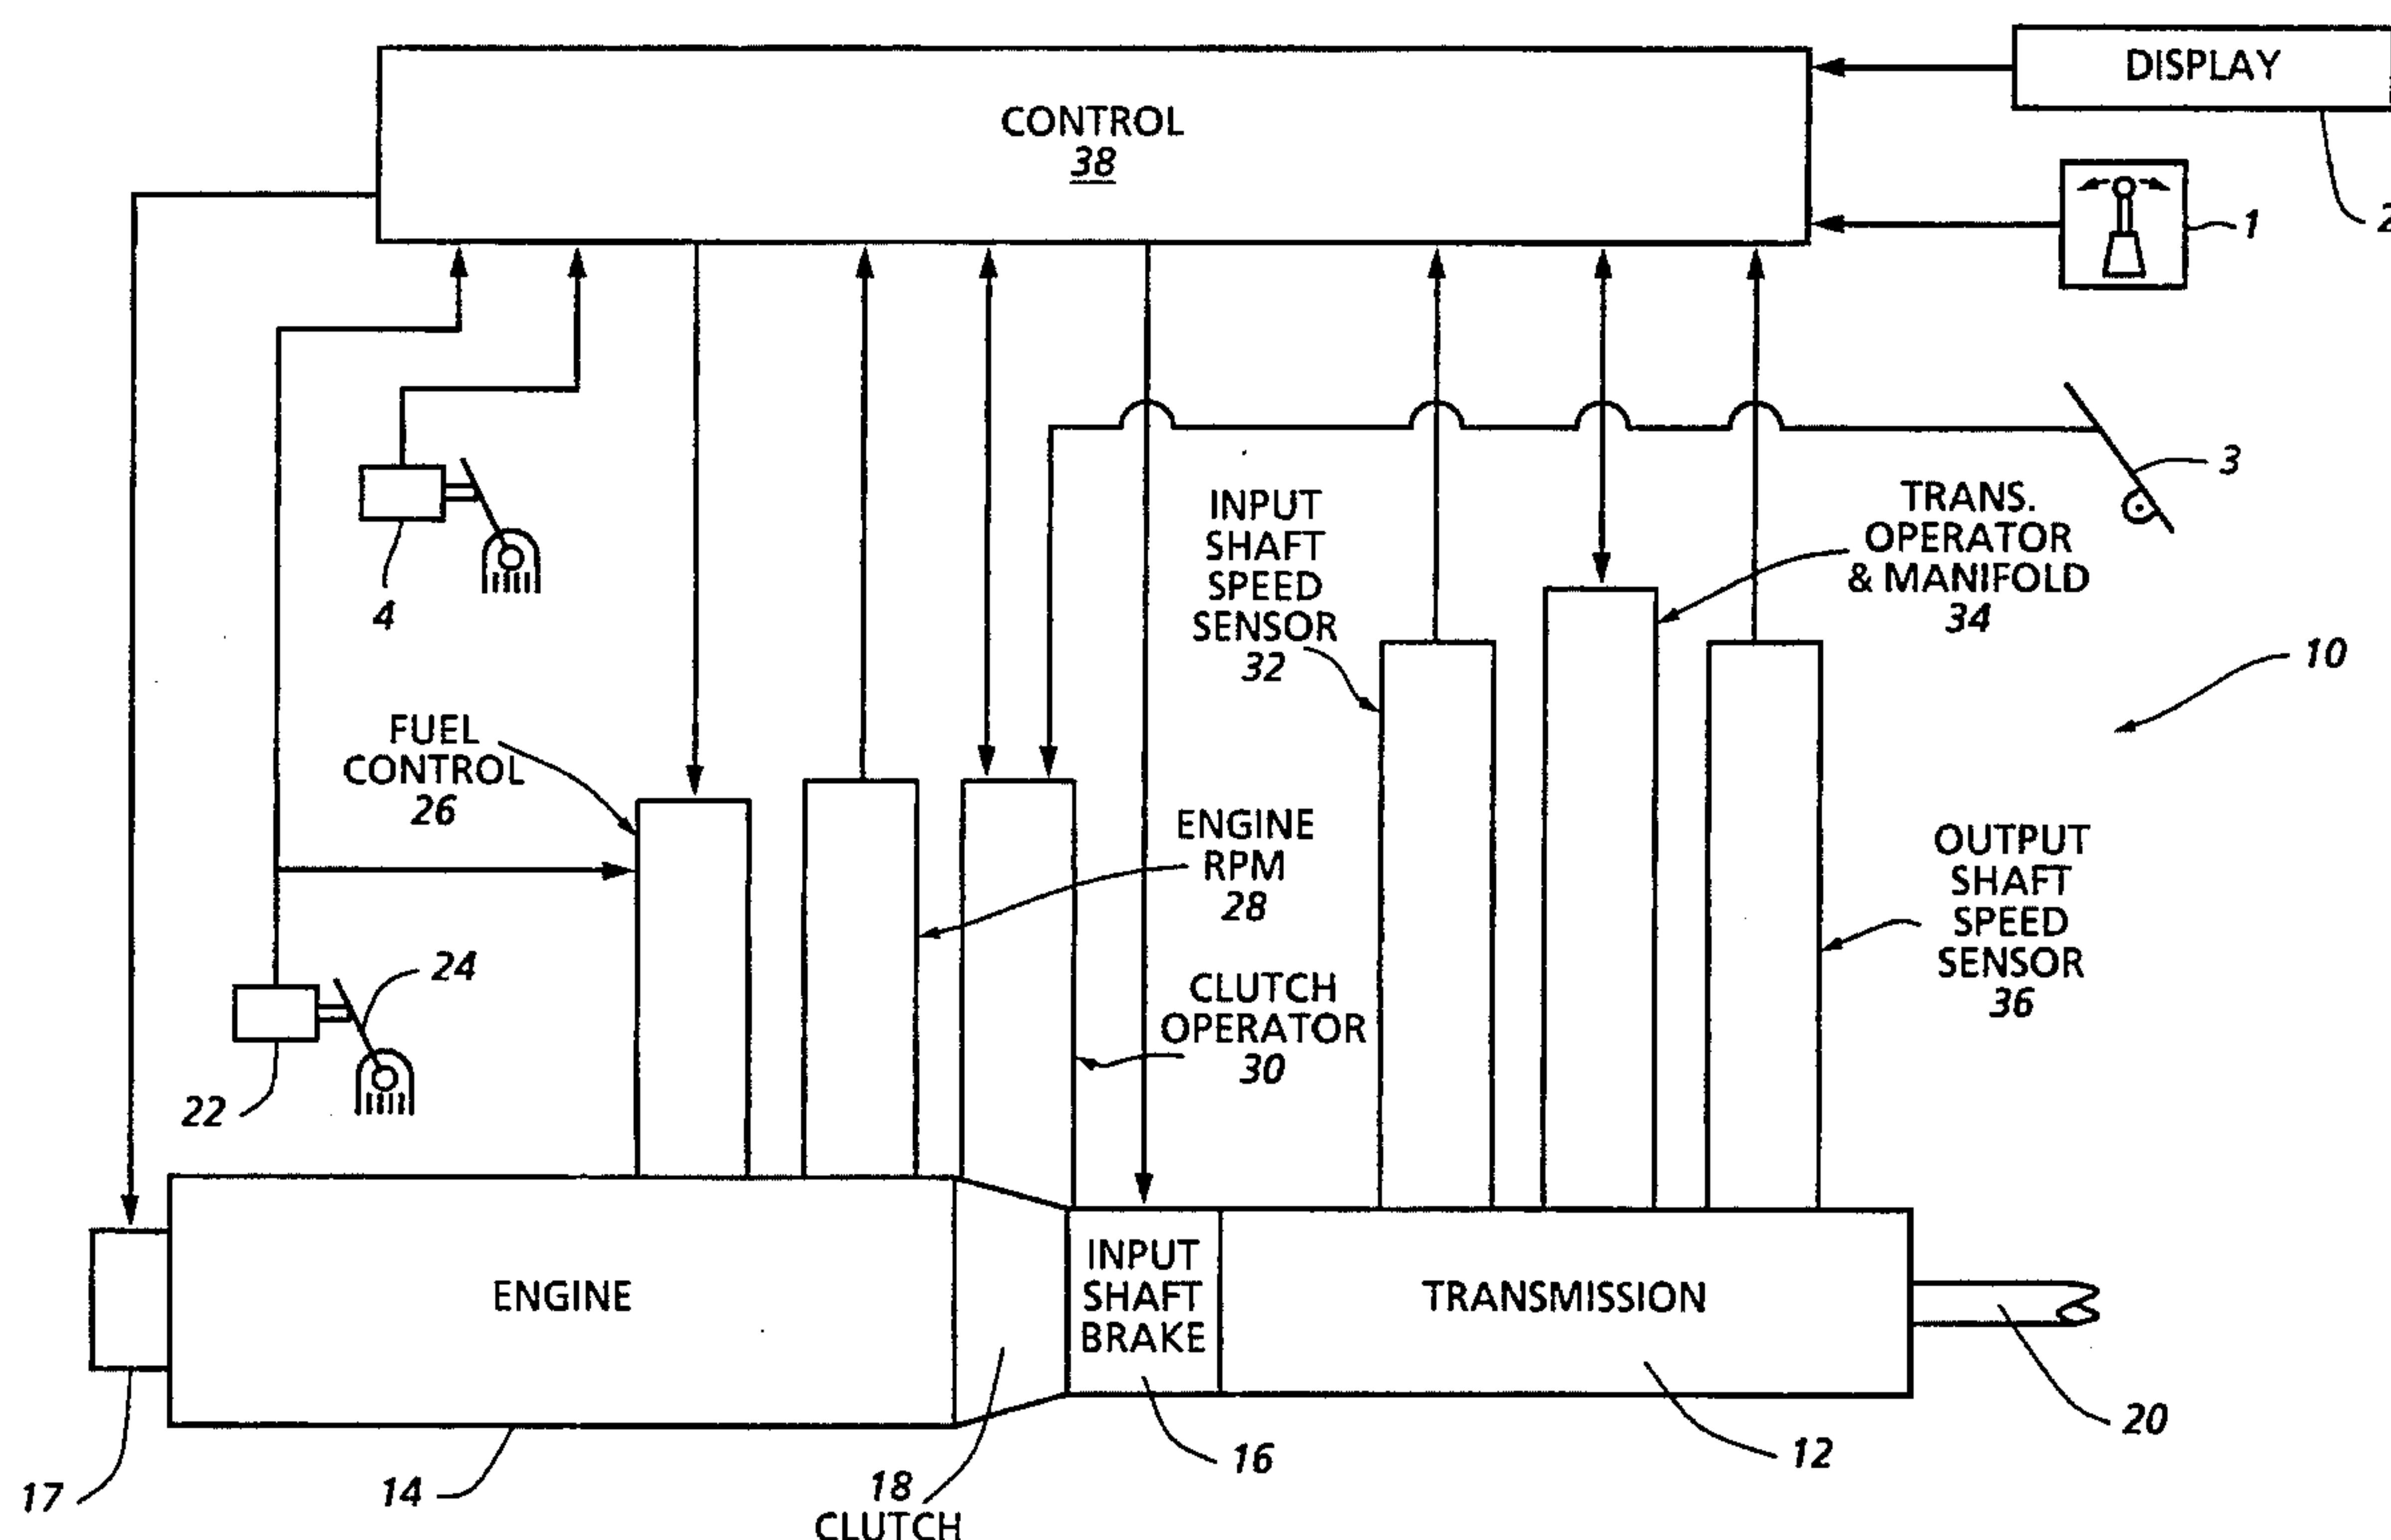 DISPLAY
CONTROL
38
2
1
3
4
INPUT
SHAFT
SPEED
SENSOR
32
TRANS.
OPERATOR
& MANIFOLD
34
10
FUEL
CONTROL
26
ENGINE
RPM
28
OUTPUT
SHAFT
SPEED
SENSOR
36
24
CLUTCH
OPERATOR
30
22
ENGINE
INPUT
SHAFT
BRAKE
TRANSMISSION
20
17
14
18
CLUTCH
16
12